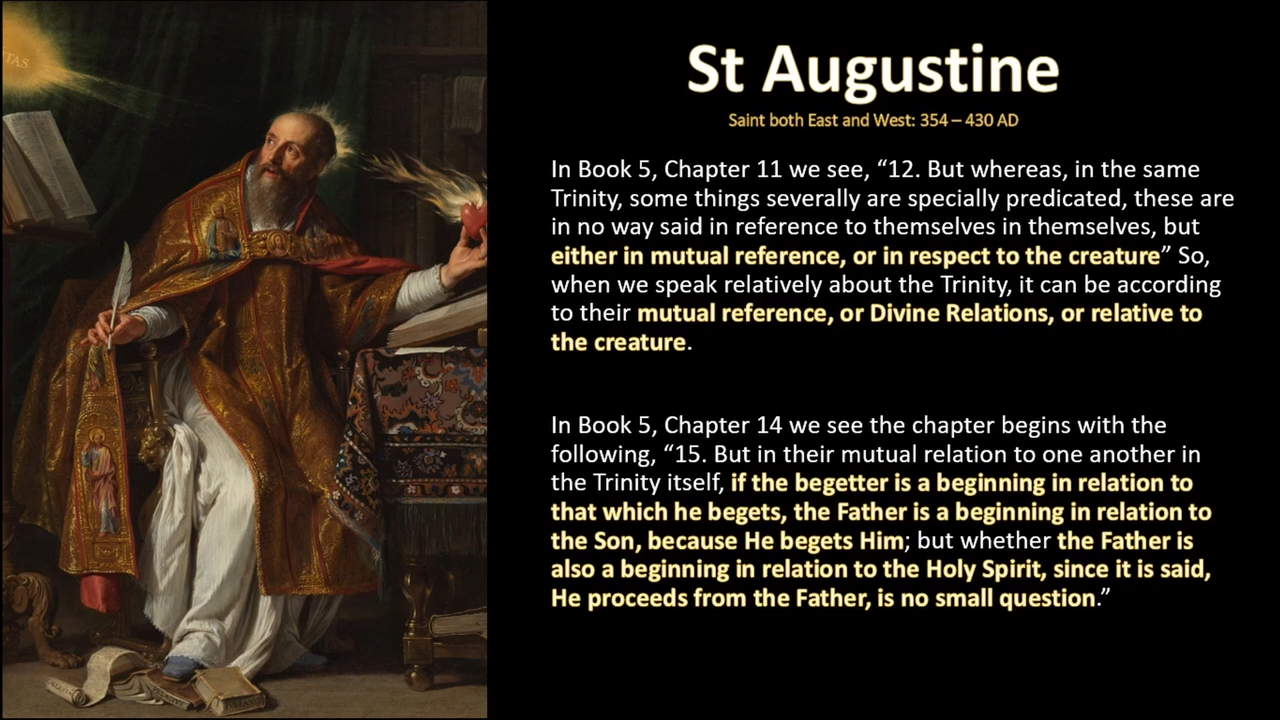 TAS
St Augustine
Saint both East and West: 354 – 430 AD
In Book 5, Chapter 11 we see, “12. But whereas, in the same
Trinity, some things severally are specially predicated, these are
in no way said in reference to themselves in themselves, but
either in mutual reference, or in respect to the creature” So,
when we speak relatively about the Trinity, it can be according
to their mutual reference, or Divine Relations, or relative to
the creature.
In Book 5, Chapter 14 we see the chapter begins with the
following, “15. But in their mutual relation to one another in
the Trinity itself, if the begetter is a beginning in relation to
that which he begets, the Father is a beginning in relation to
the Son, because He begets Him; but whether the Father is
also a beginning in relation to the Holy Spirit, since it is said,
He proceeds from the Father, is no small question.”